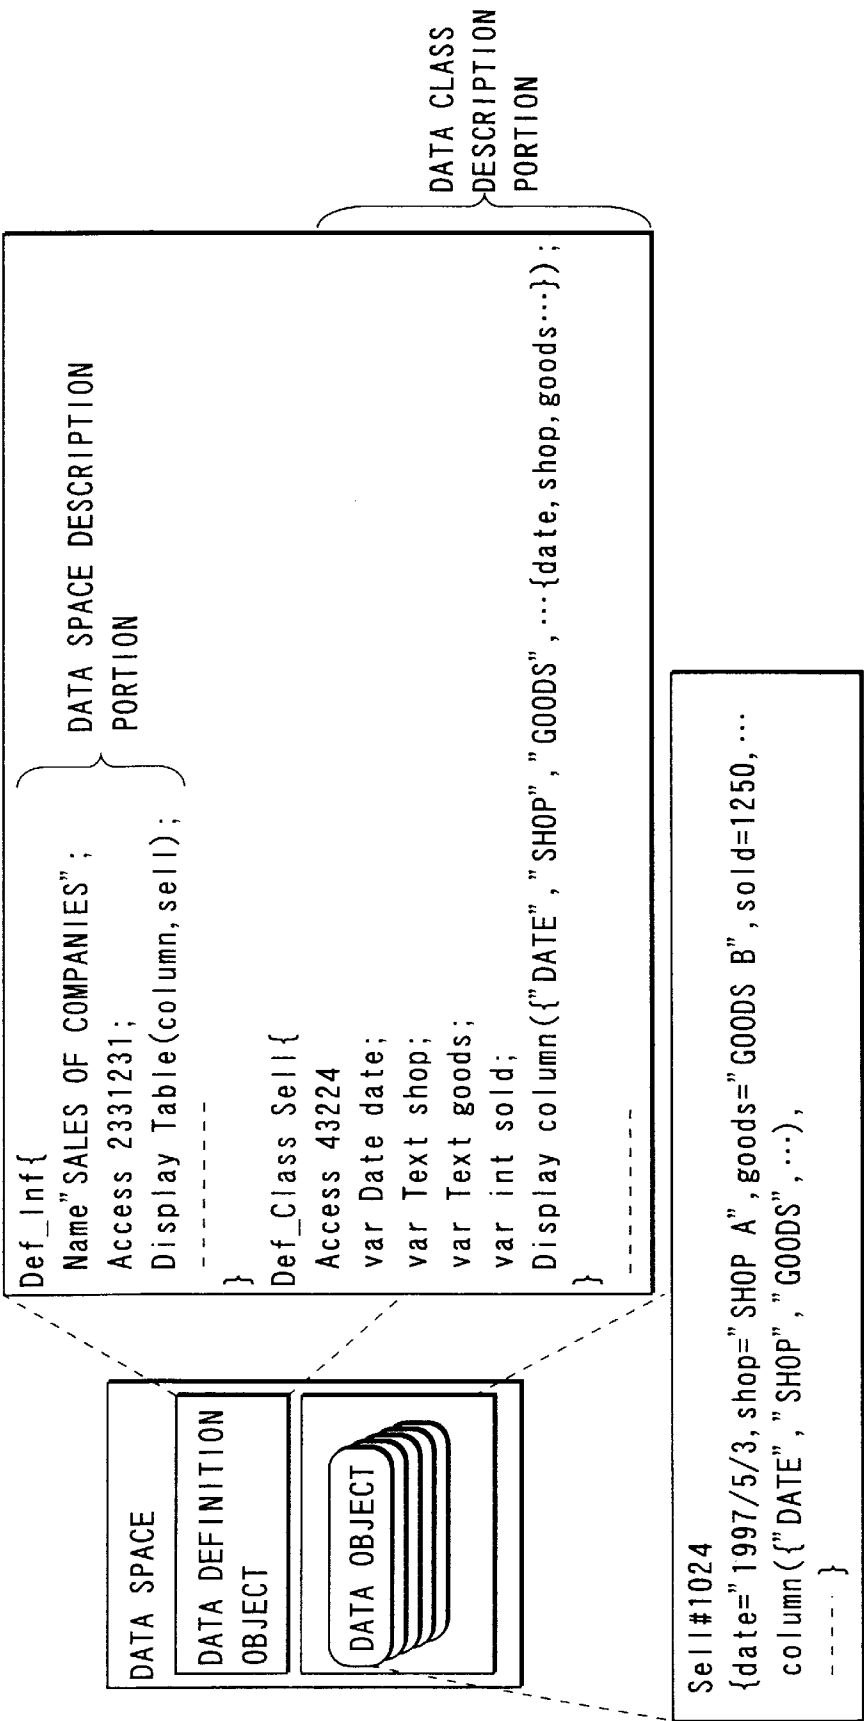 DATA SPACE
DATA DEFINITION
OBJECT
DATA OBJECT
Def_Inf{
Name"SALES OF COMPANIES";
Access 2331231;
Display Table(column,sell);
---------
}
DATA SPACE DESCRIPTION
PORTION
Def_Class Sell{
Access 43224
var Date date;
var Text shop;
var Text goods;
var int sold;
Display column({"DATE","SHOP","GOODS",…{date,shop,goods…});
}
---------
DATA CLASS
DESCRIPTION
PORTION
Sell#1024
{date="1997/5/3,shop="SHOP A",goods="GOODS B",sold=1250,…
column({"DATE","SHOP","GOODS",…),
-----}